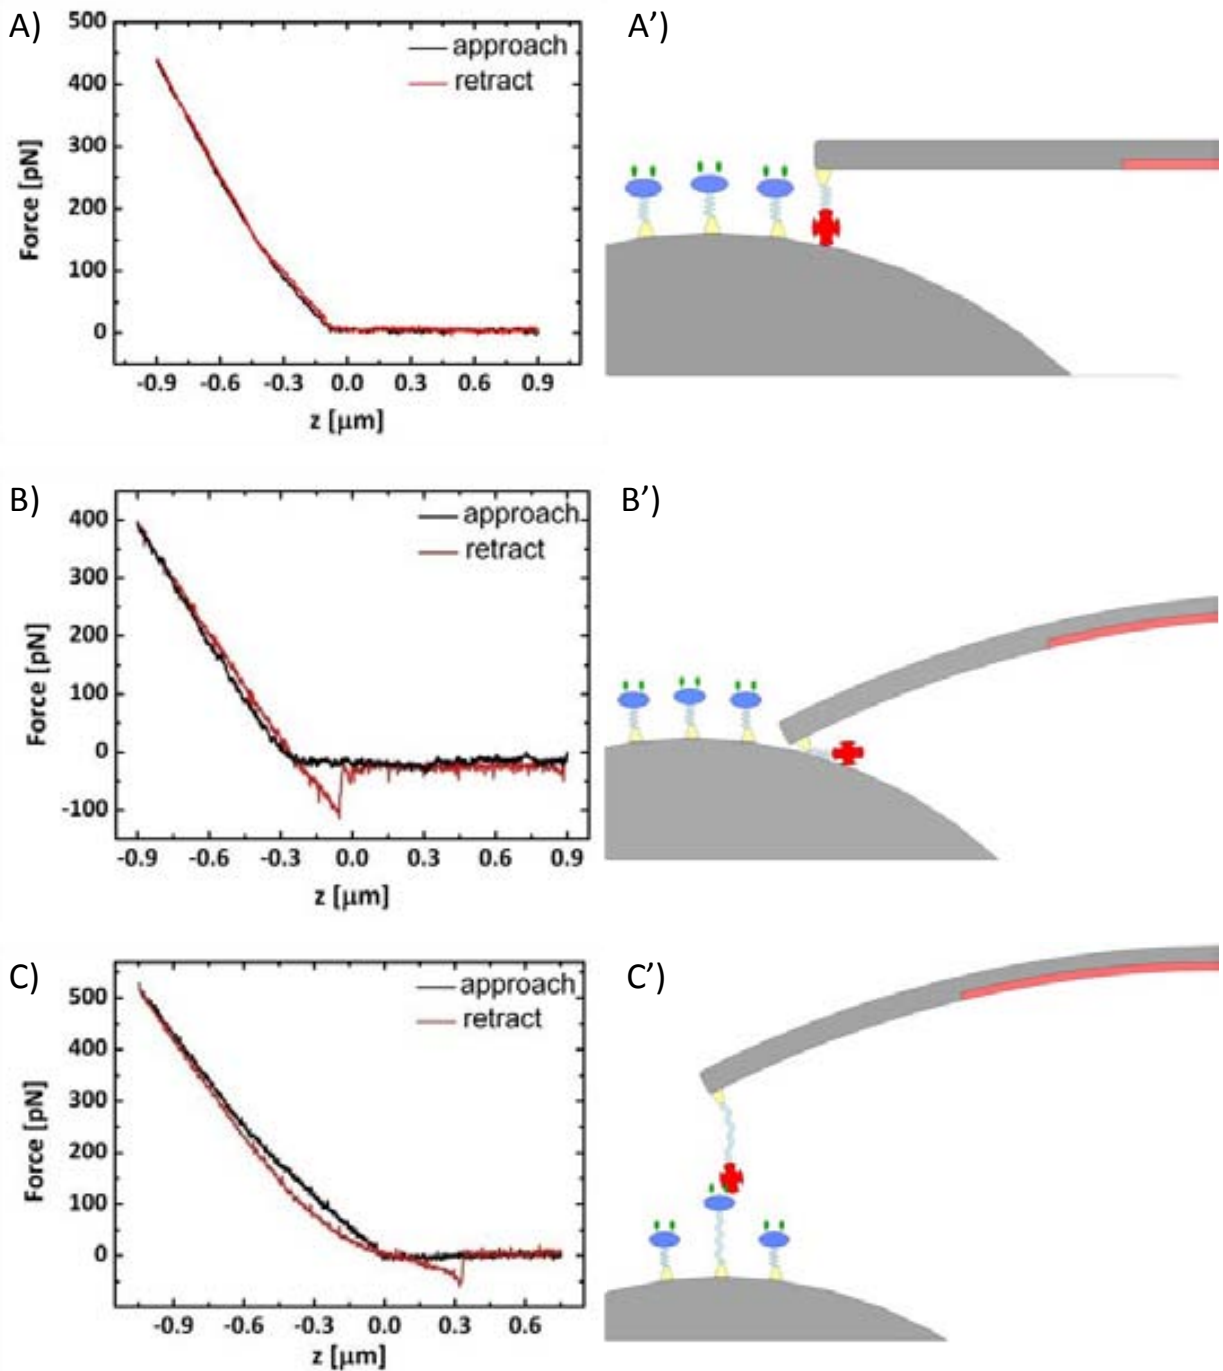 A)
500
400
300
200
100
0
Force [pN]
approach
retract
-0.9 -0.6 -0.3 0.0 0.3 0.6 0.9
z [μm]
A’)
B)
400
300
200
100
0
-100
Force [pN]
approach
retract
-0.9 -0.6 -0.3 0.0 0.3 0.6 0.9
z [μm]
B’)
C)
500
400
300
200
100
0
Force [pN]
approach
retract
-0.9 -0.6 -0.3 0.0 0.3 0.6
z [μm]
C’)